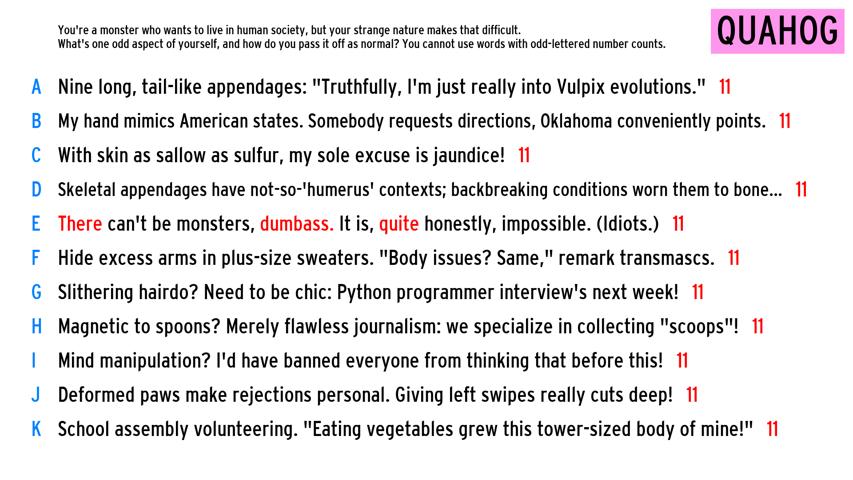 You're a monster who wants to live in human society, but your strange nature makes that difficult.
What's one odd aspect of yourself, and how do you pass it off as normal? You cannot use words with odd-lettered number counts.
QUAHOG
A Nine long, tail-like appendages: "Truthfully, I'm just really into Vulpix evolutions." 11
B My hand mimics American states. Somebody requests directions, Oklahoma conveniently points. 11
C With skin as sallow as sulfur, my sole excuse is jaundice! 11
D Skeletal appendages have not-so-'humerus' contexts; backbreaking conditions worn them to bone... 11
E There can't be monsters, dumbass. It is, quite honestly, impossible. (Idiots.) 11
F Hide excess arms in plus-size sweaters. "Body issues? Same," remark transmascs. 11
G Slithering hairdo? Need to be chic: Python programmer interview's next week! 11
H Magnetic to spoons? Merely flawless journalism: we specialize in collecting "scoops"! 11
I Mind manipulation? I'd have banned everyone from thinking that before this! 11
J Deformed paws make rejections personal. Giving left swipes really cuts deep! 11
K School assembly volunteering. "Eating vegetables grew this tower-sized body of mine!" 11